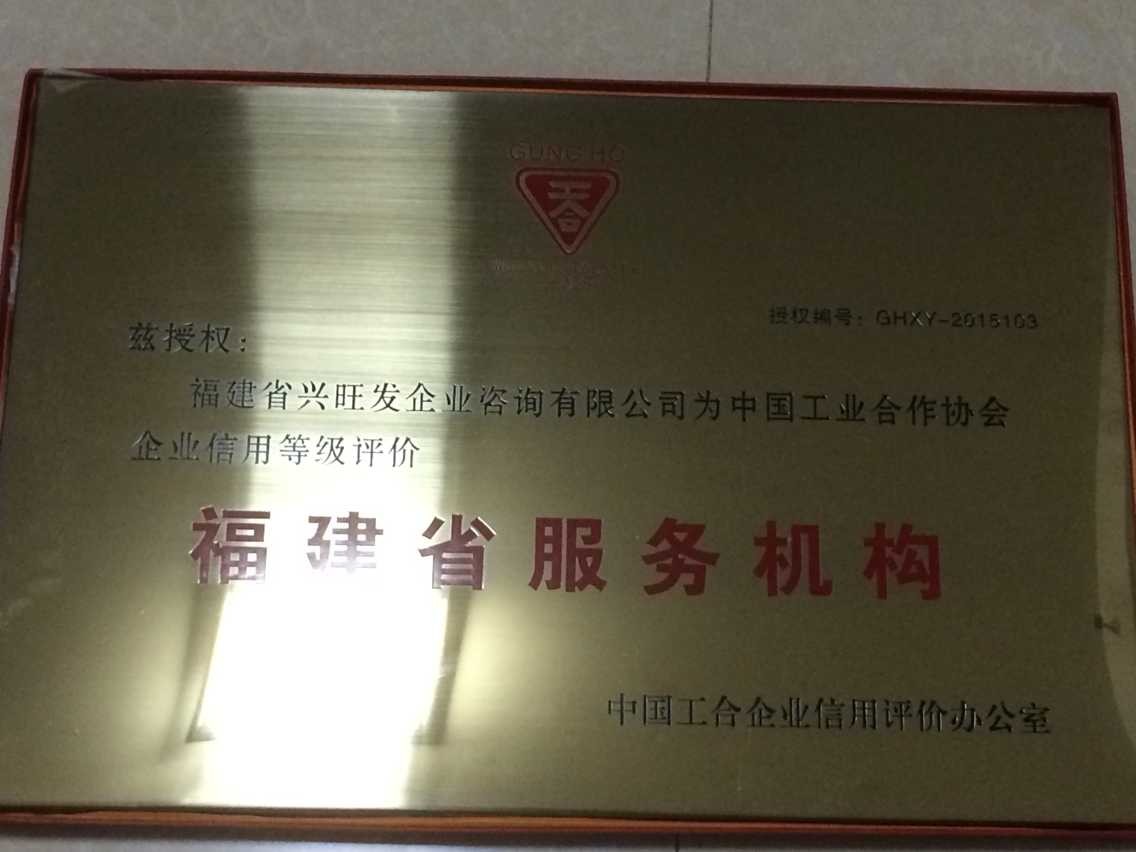 GUNG HO
授权编号：GHXY-2015103
兹授权：
福建省兴旺发企业咨询有限公司为中国工业合作协会
企业信用等级评价
福建省服务机构
中国工合企业信用评价办公室